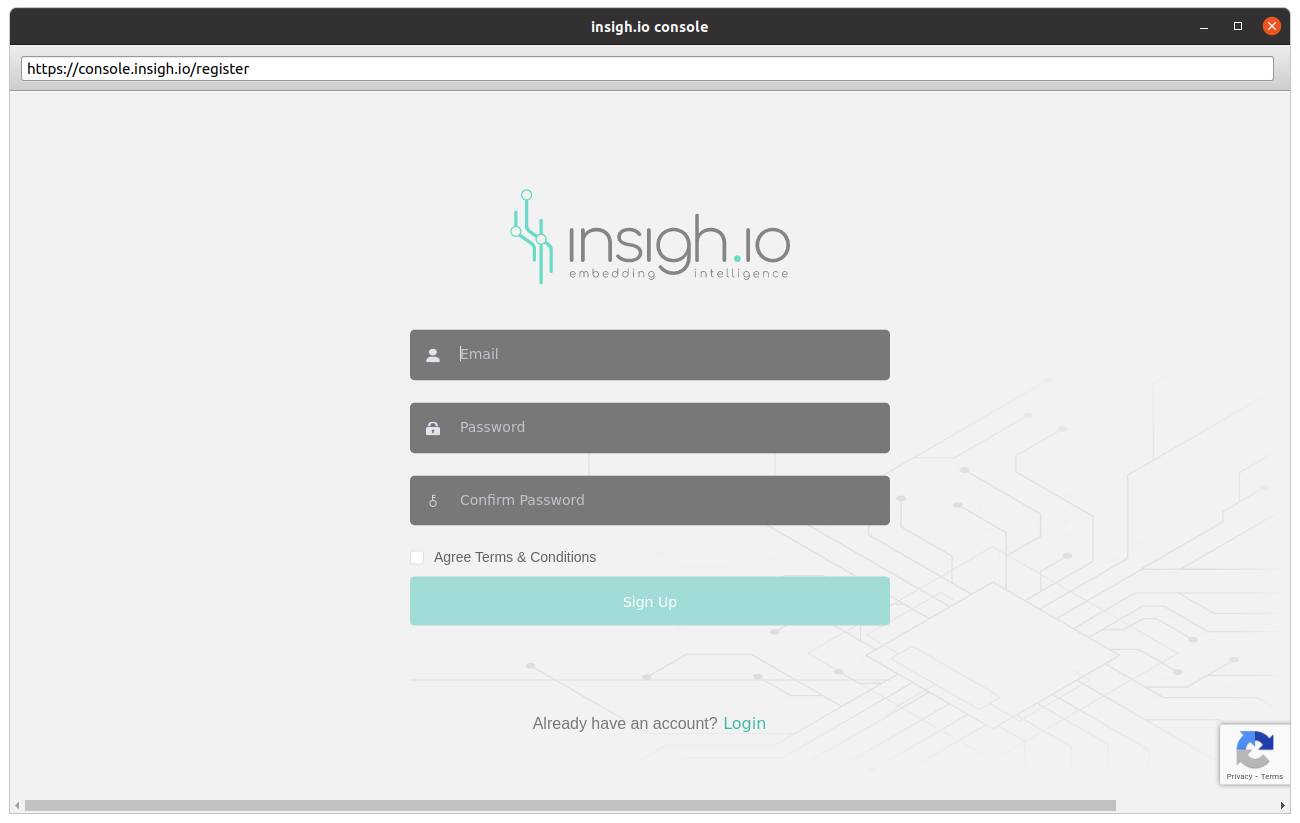 insigh.io console
https://console.insigh.io/register
insigh.io
embedding intelligence
Email
Password
Confirm Password
Agree Terms & Conditions
Sign Up
Already have an account? Login
Privacy - Terms